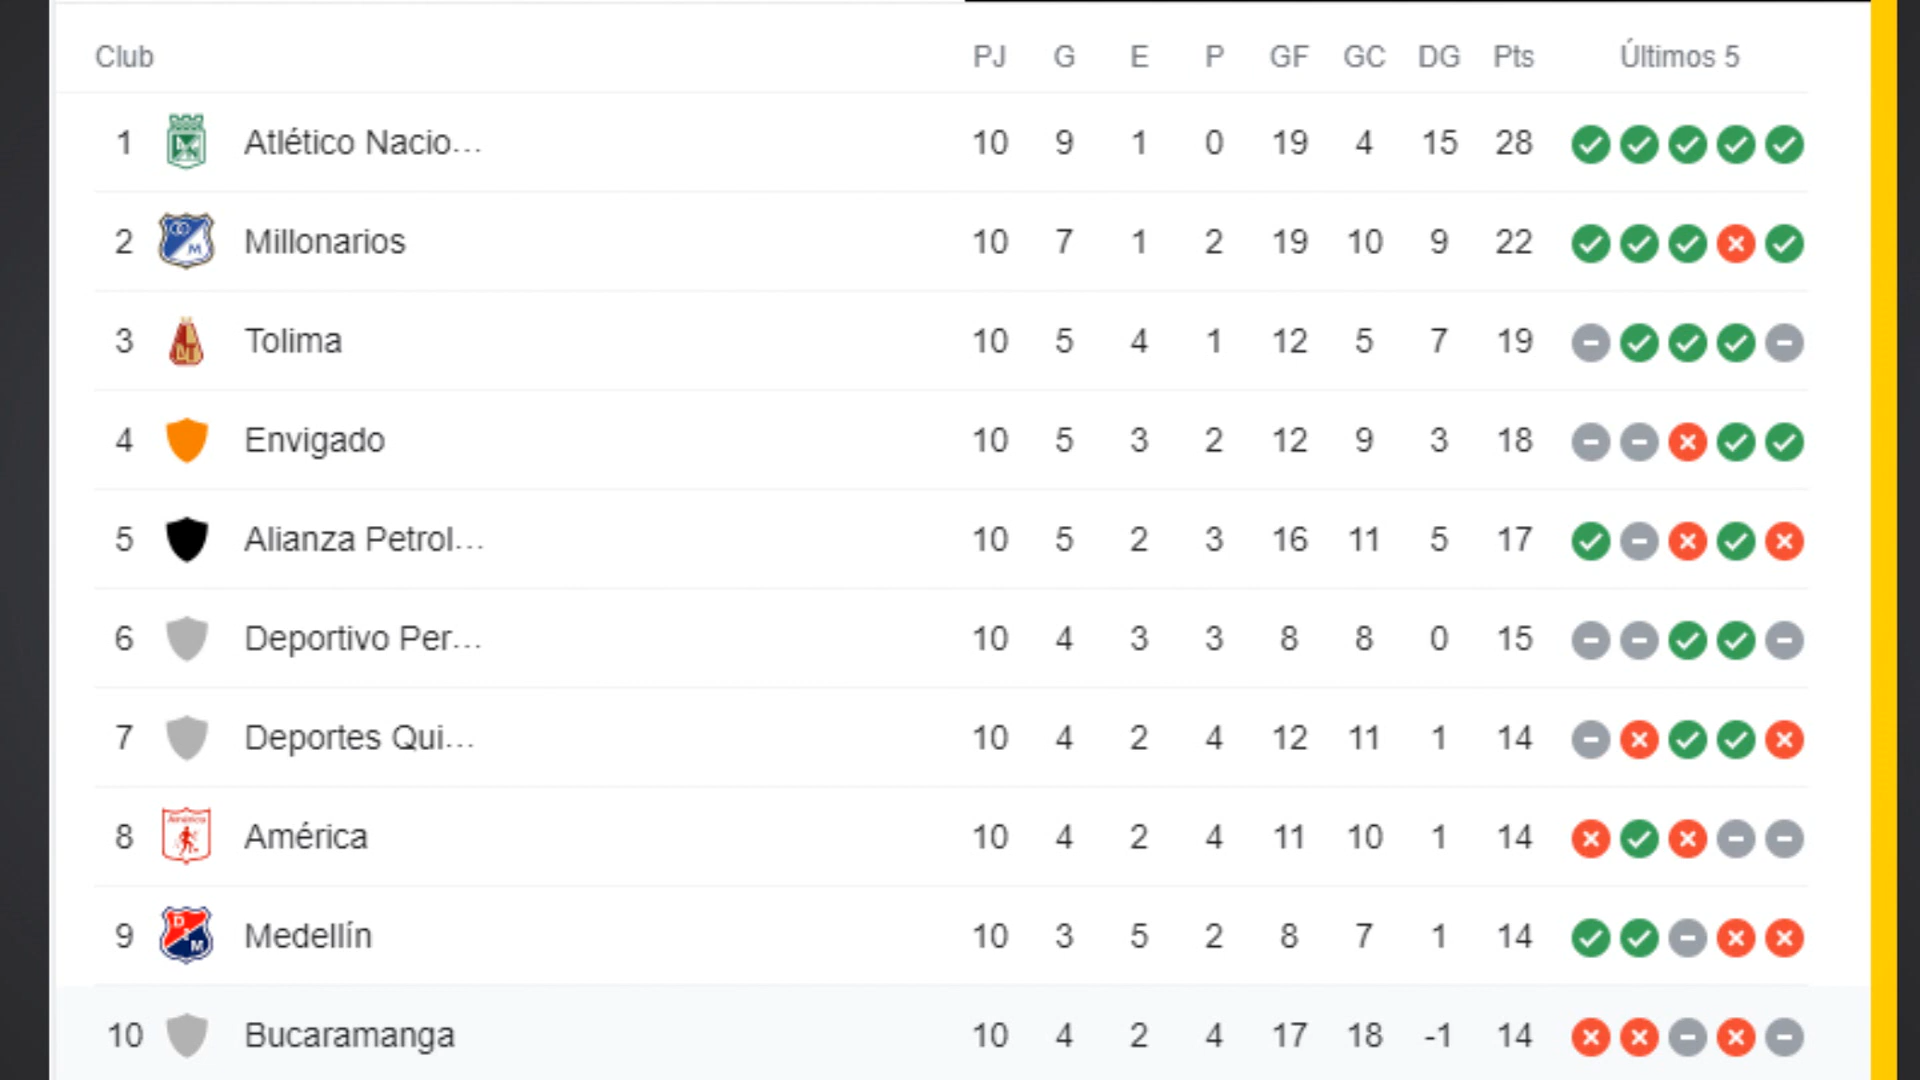 Club PJ G E P GF GC DG Pts Últimos 5
1 Atlético Nacio... 10 9 1 0 19 4 15 28
2 Millonarios 10 7 1 2 19 10 9 22
3 Tolima 10 5 4 1 12 5 7 19
4 Envigado 10 5 3 2 12 9 3 18
5 Alianza Petrol... 10 5 2 3 16 11 5 17
6 Deportivo Per... 10 4 3 3 8 8 0 15
7 Deportes Qui... 10 4 2 4 12 11 1 14
8 América 10 4 2 4 11 10 1 14
9 Medellín 10 3 5 2 8 7 1 14
10 Bucaramanga 10 4 2 4 17 18 -1 14